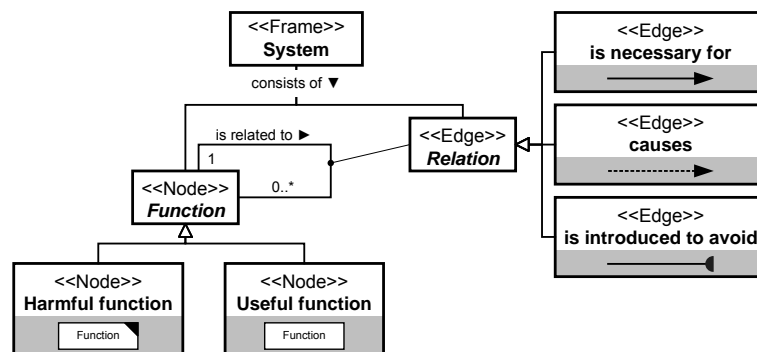 <<Frame>>
System
consists of ▼
is related to ►
1
0..*
<<Edge>>
Relation
<<Node>>
Function
<<Node>>
Harmful function
Function
<<Node>>
Useful function
Function
<<Edge>>
is necessary for
<<Edge>>
causes
<<Edge>>
is introduced to avoid